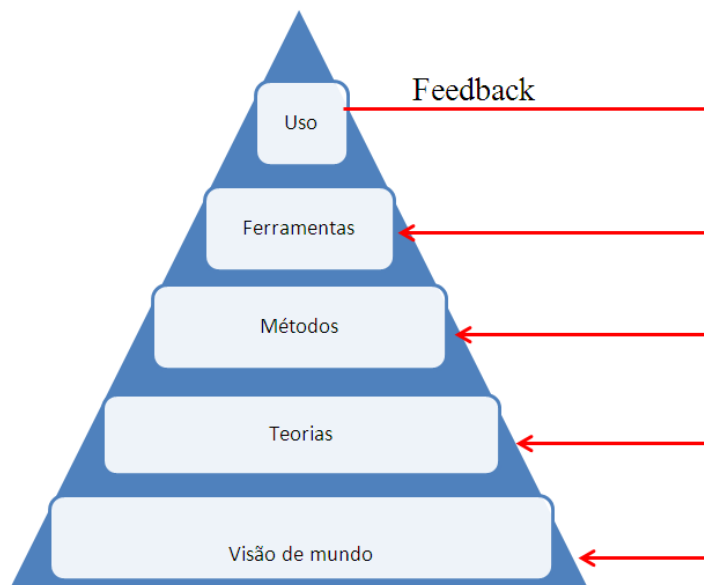 Feedback
Uso
Ferramentas
Métodos
Teorias
Visão de mundo